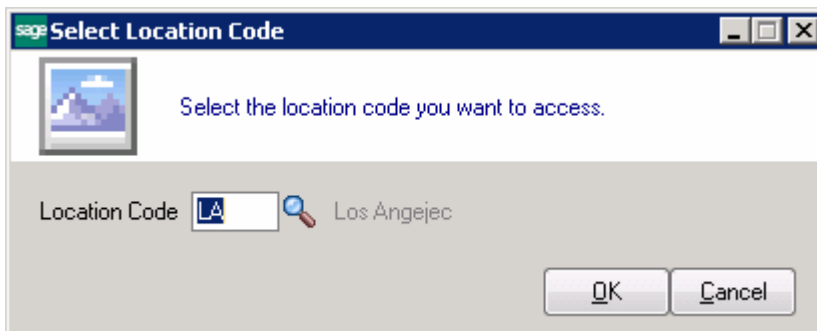 sage Select Location Code
Select the location code you want to access.
Location Code LA Los Angejec
OK Cancel